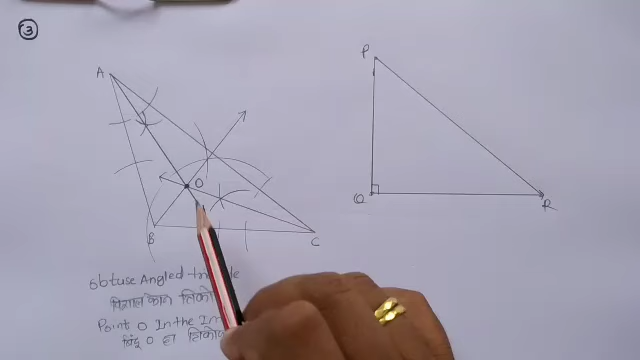 ③
A
P
O
B
C
Q
R
obtuse Angled triangle
विशाल कोन त्रिको
Point O In the In
बिंदू O हा त्रिको